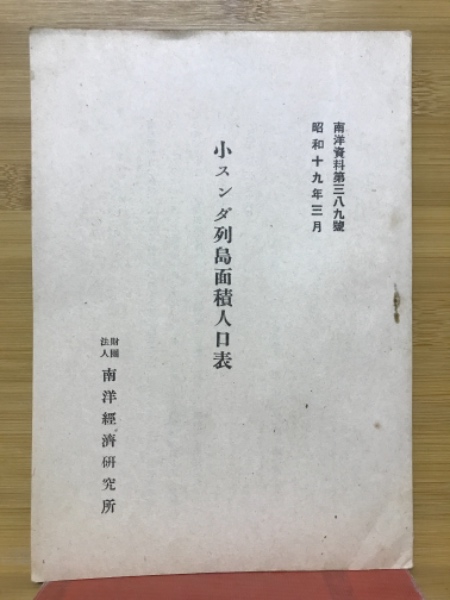 南洋資料第三八九號
昭和十九年三月
小スンダ列島面積人口表
財團法人 南洋經濟硏究所